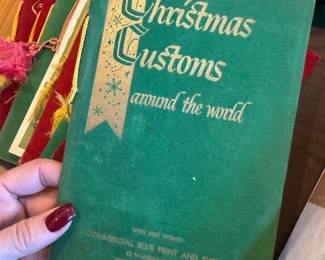 Christmas
Customs
around the world
WITH BEST WISHES
COMMERCIAL BLUE PRINT AND